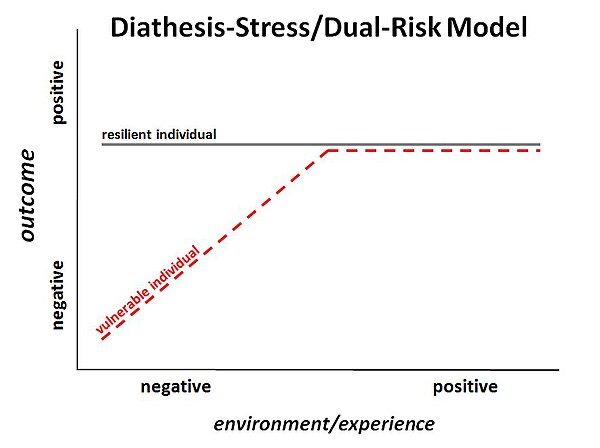 Diathesis-Stress/Dual-Risk Model
positive
resilient individual
outcome
vulnerable individual
negative
negative
positive
environment/experience